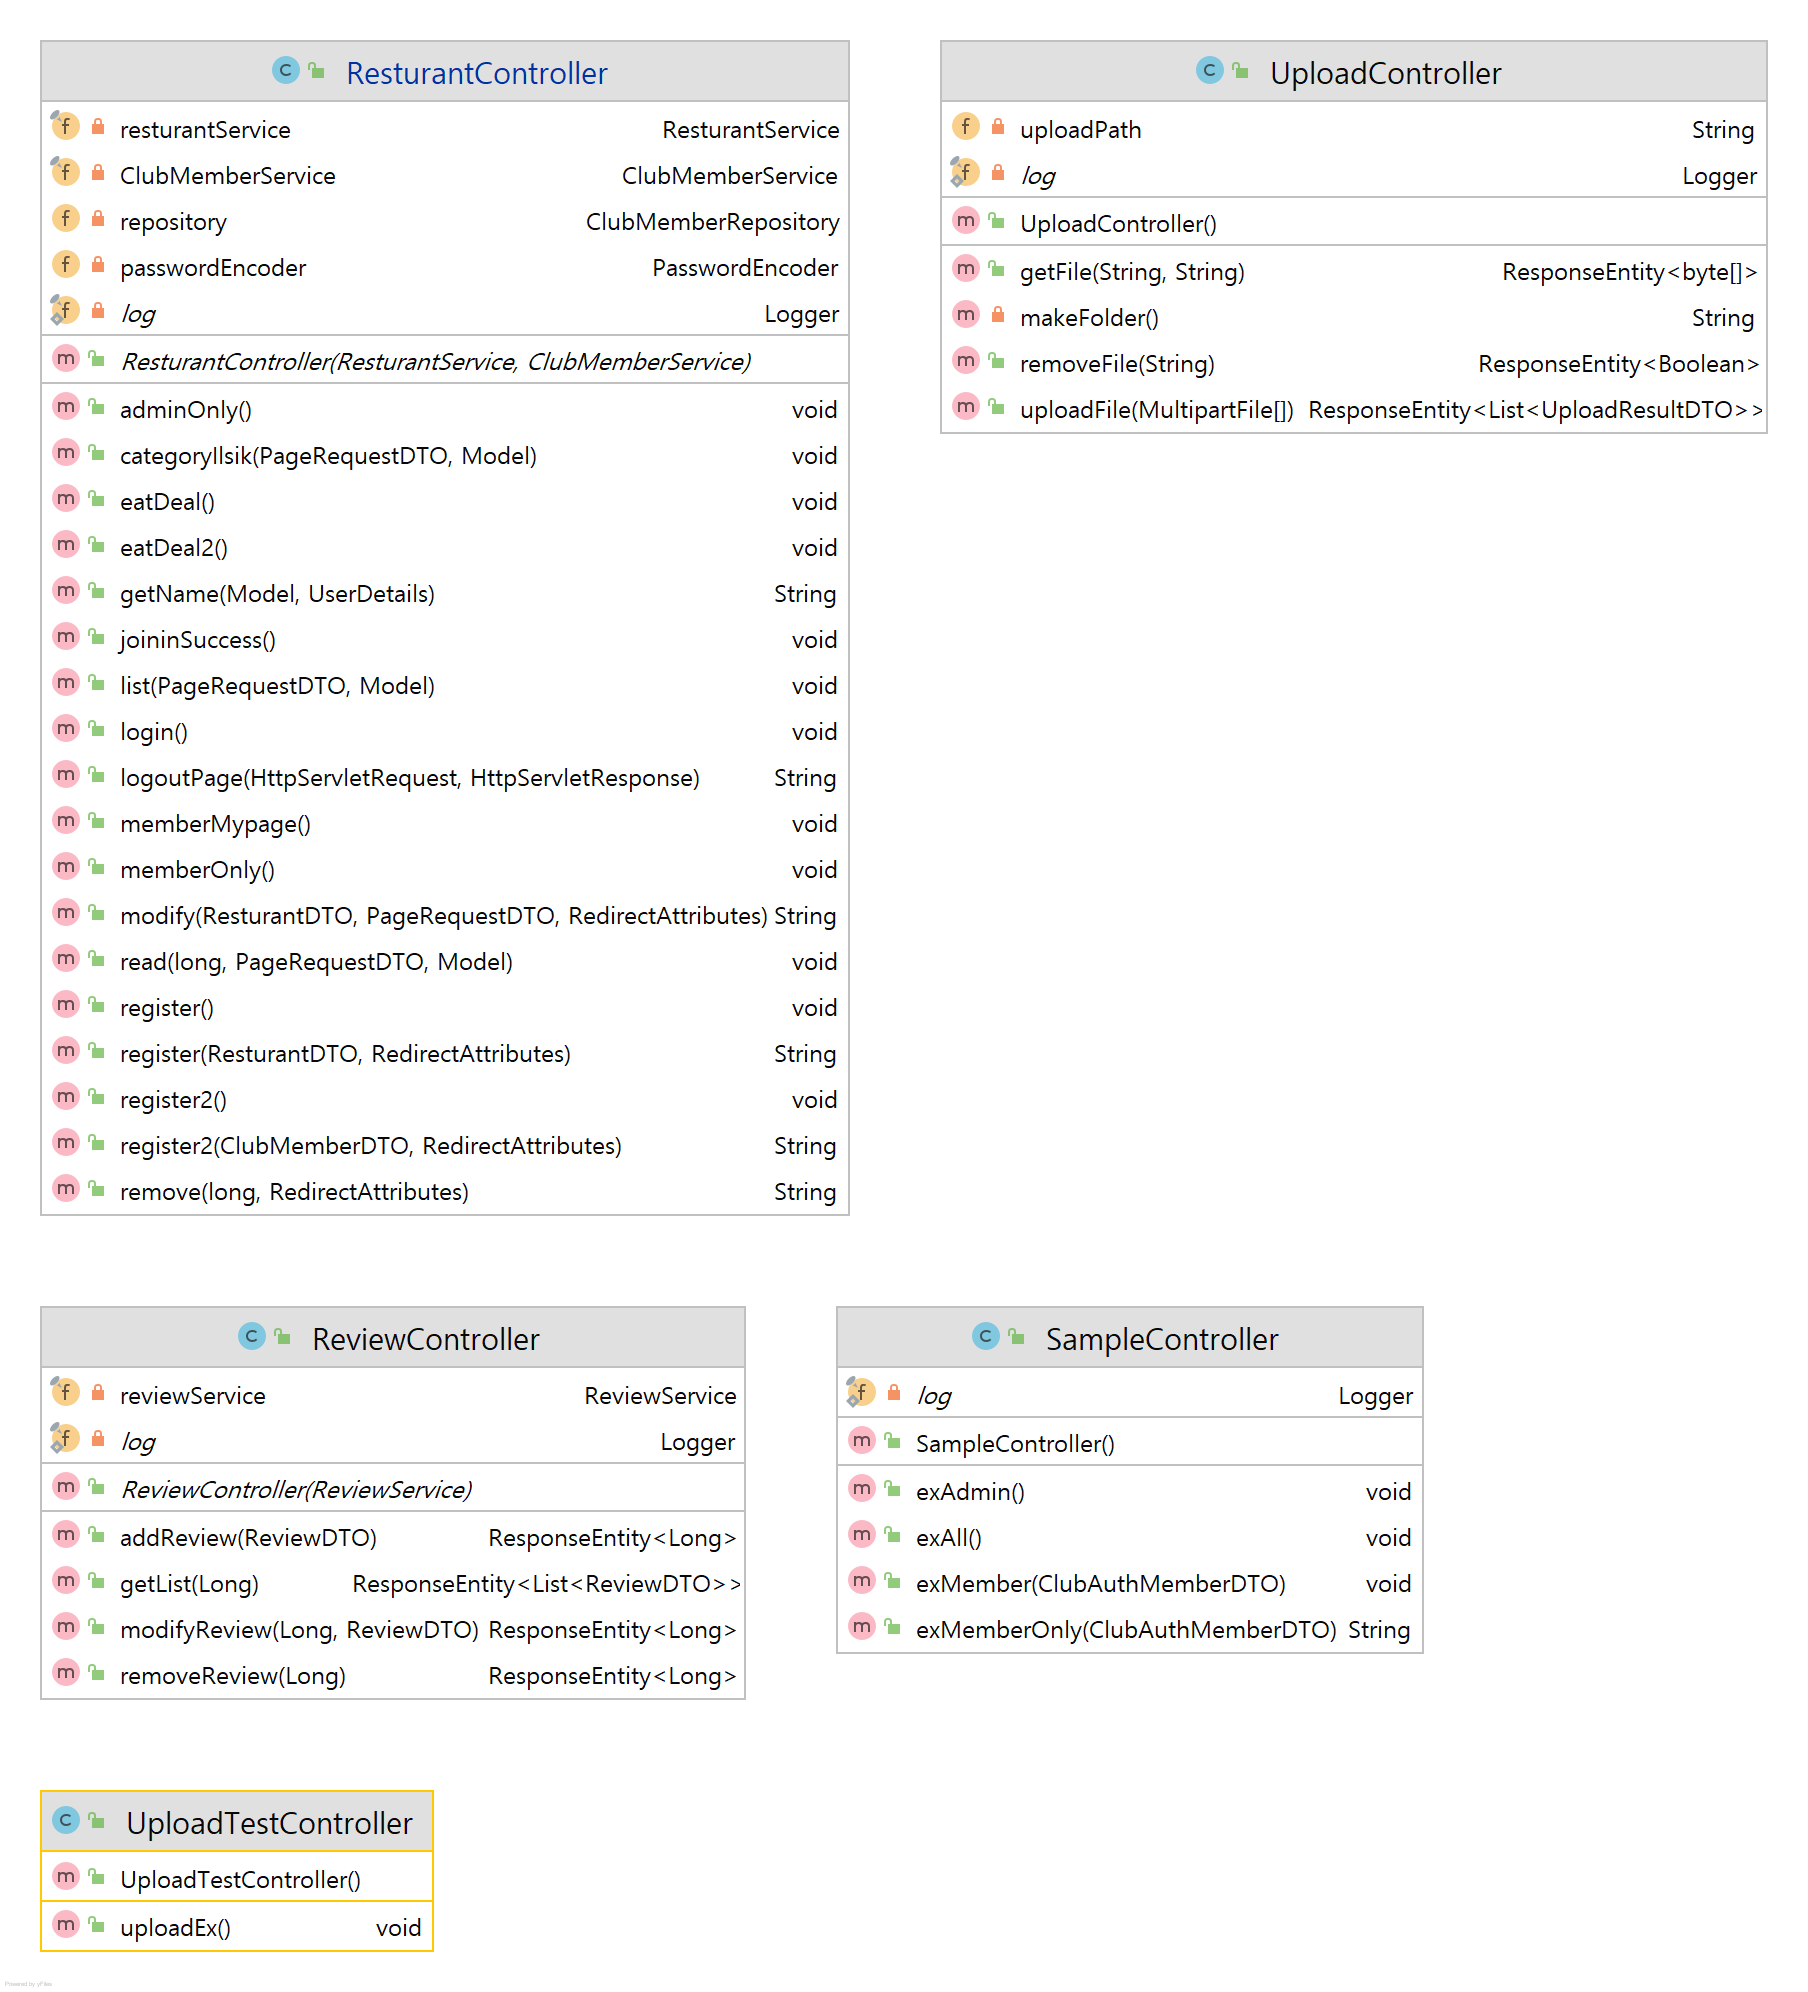 ResturantController
resturantService ResturantService
ClubMemberService ClubMemberService
repository ClubMemberRepository
passwordEncoder PasswordEncoder
log Logger
ResturantController(ResturantService, ClubMemberService)
adminOnly() void
categoryIlsik(PageRequestDTO, Model) void
eatDeal() void
eatDeal2() void
getName(Model, UserDetails) String
joininSuccess() void
list(PageRequestDTO, Model) void
login() void
logoutPage(HttpServletRequest, HttpServletResponse) String
memberMypage() void
memberOnly() void
modify(ResturantDTO, PageRequestDTO, RedirectAttributes) String
read(long, PageRequestDTO, Model) void
register() void
register(ResturantDTO, RedirectAttributes) String
register2() void
register2(ClubMemberDTO, RedirectAttributes) String
remove(long, RedirectAttributes) String
UploadController
uploadPath String
log Logger
UploadController()
getFile(String, String) ResponseEntity<byte[]>
makeFolder() String
removeFile(String) ResponseEntity<Boolean>
uploadFile(MultipartFile[]) ResponseEntity<List<UploadResultDTO>>
ReviewController
reviewService ReviewService
log Logger
ReviewController(ReviewService)
addReview(ReviewDTO) ResponseEntity<Long>
getList(Long) ResponseEntity<List<ReviewDTO>>
modifyReview(Long, ReviewDTO) ResponseEntity<Long>
removeReview(Long) ResponseEntity<Long>
SampleController
log Logger
SampleController()
exAdmin() void
exAll() void
exMember(ClubAuthMemberDTO) void
exMemberOnly(ClubAuthMemberDTO) String
UploadTestController
UploadTestController()
uploadEx() void
Powered by yFiles